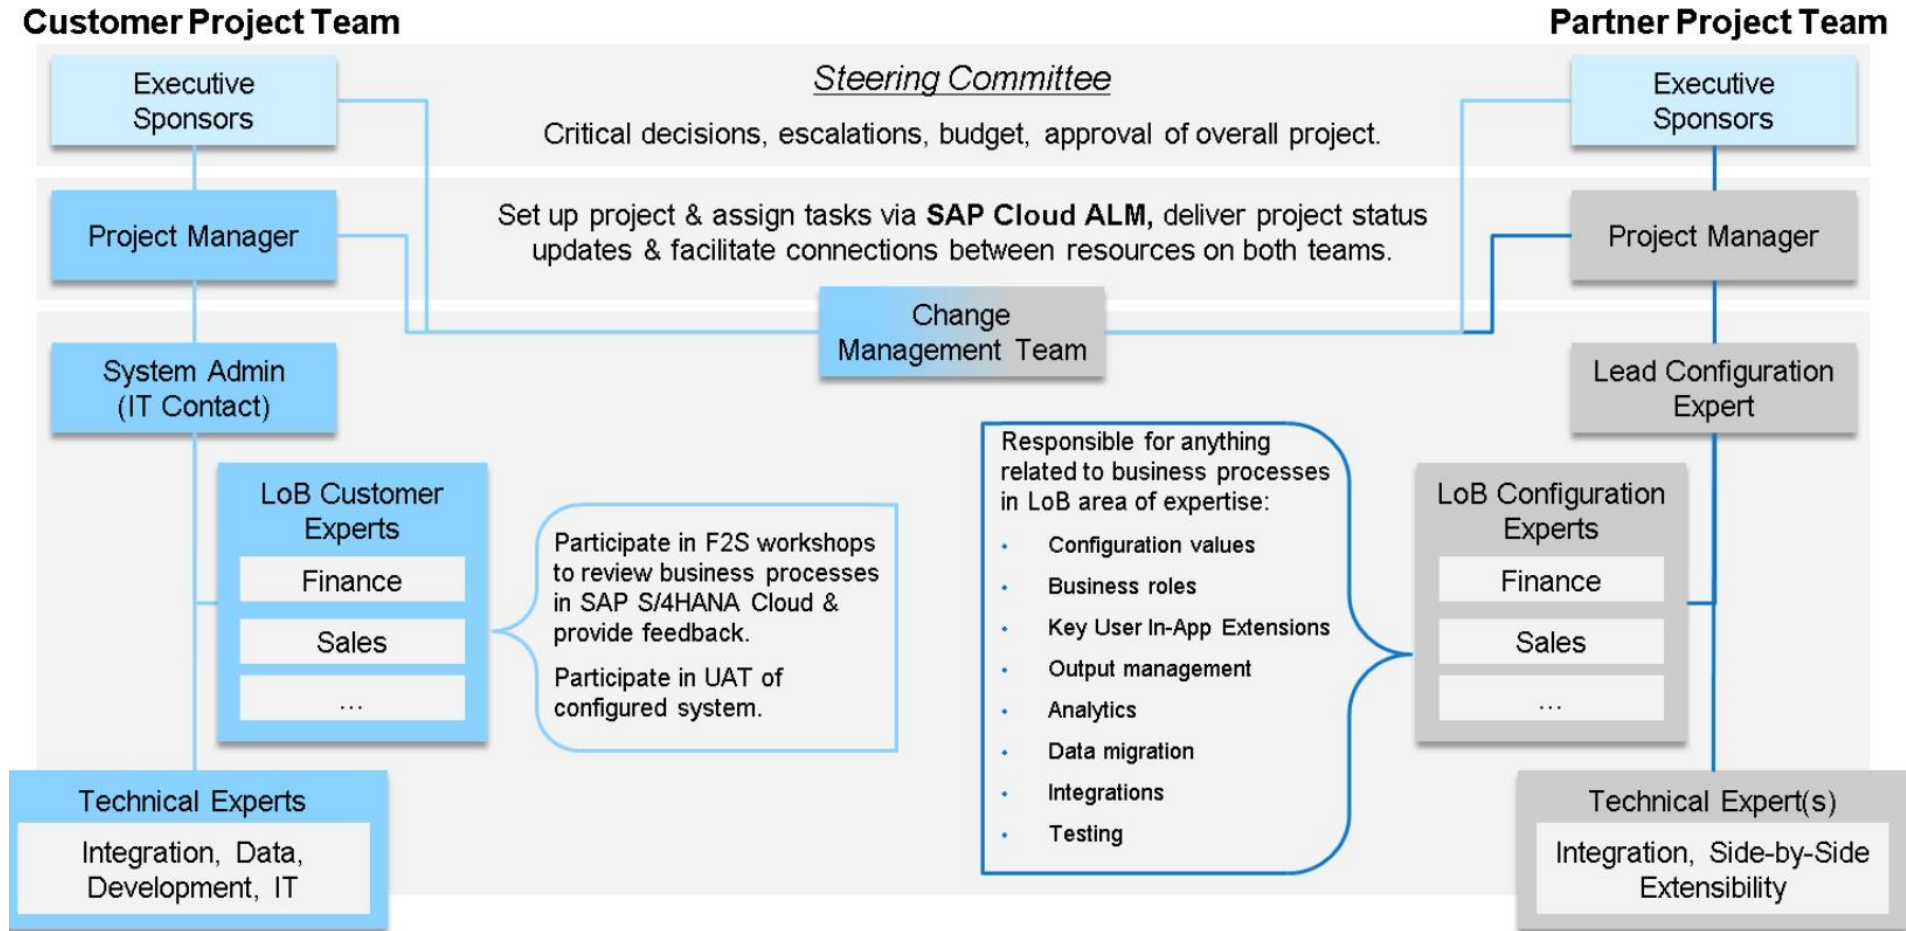 Customer Project Team
Partner Project Team
Executive
Sponsors
Steering Committee
Critical decisions, escalations, budget, approval of overall project.
Executive
Sponsors
Project Manager
Set up project & assign tasks via SAP Cloud ALM, deliver project status
updates & facilitate connections between resources on both teams.
Project Manager
Change
Management Team
System Admin
(IT Contact)
Lead Configuration
Expert
LoB Customer
Experts
Finance
Sales
...
Participate in F2S workshops
to review business processes
in SAP S/4HANA Cloud &
provide feedback.
Participate in UAT of
configured system.
Responsible for anything
related to business processes
in LoB area of expertise:
• Configuration values
• Business roles
• Key User In-App Extensions
• Output management
• Analytics
• Data migration
• Integrations
• Testing
LoB Configuration
Experts
Finance
Sales
...
Technical Experts
Integration, Data,
Development, IT
Technical Expert(s)
Integration, Side-by-Side
Extensibility